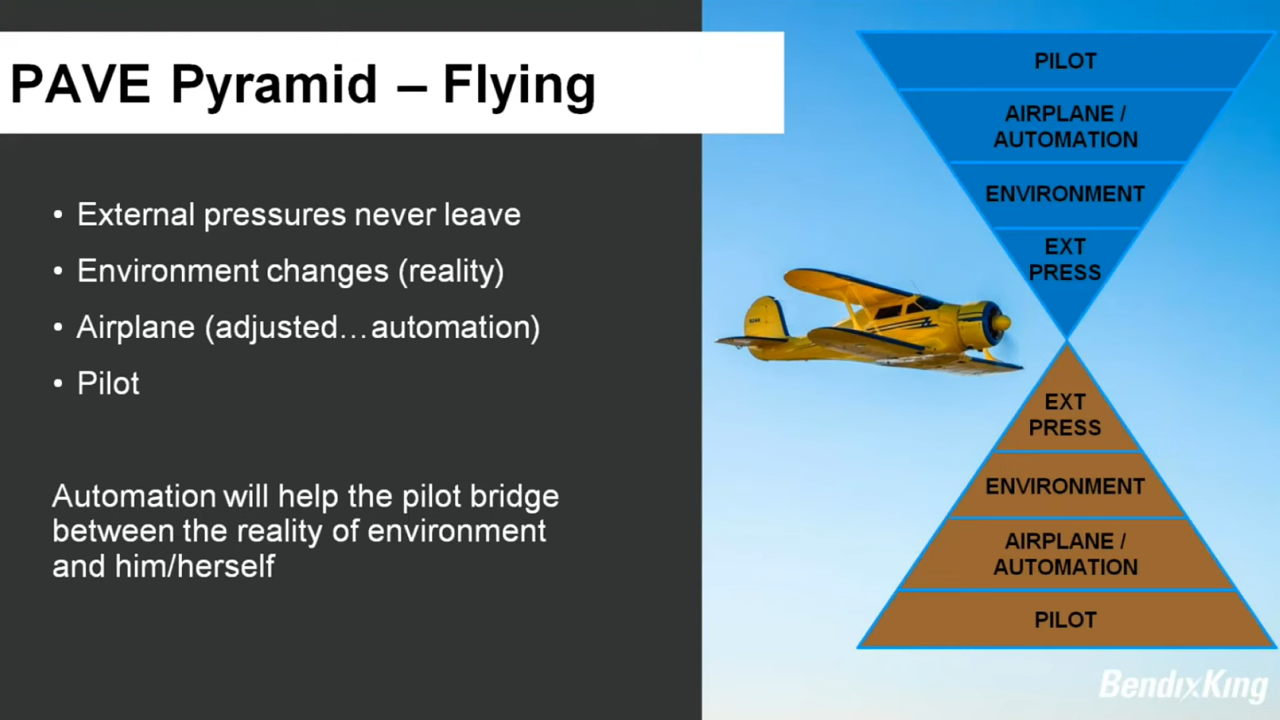 PAVE Pyramid – Flying
• External pressures never leave
• Environment changes (reality)
• Airplane (adjusted…automation)
• Pilot
Automation will help the pilot bridge
between the reality of environment
and him/herself
PILOT
AIRPLANE /
AUTOMATION
ENVIRONMENT
EXT
PRESS
EXT
PRESS
ENVIRONMENT
AIRPLANE /
AUTOMATION
PILOT
BendixKing